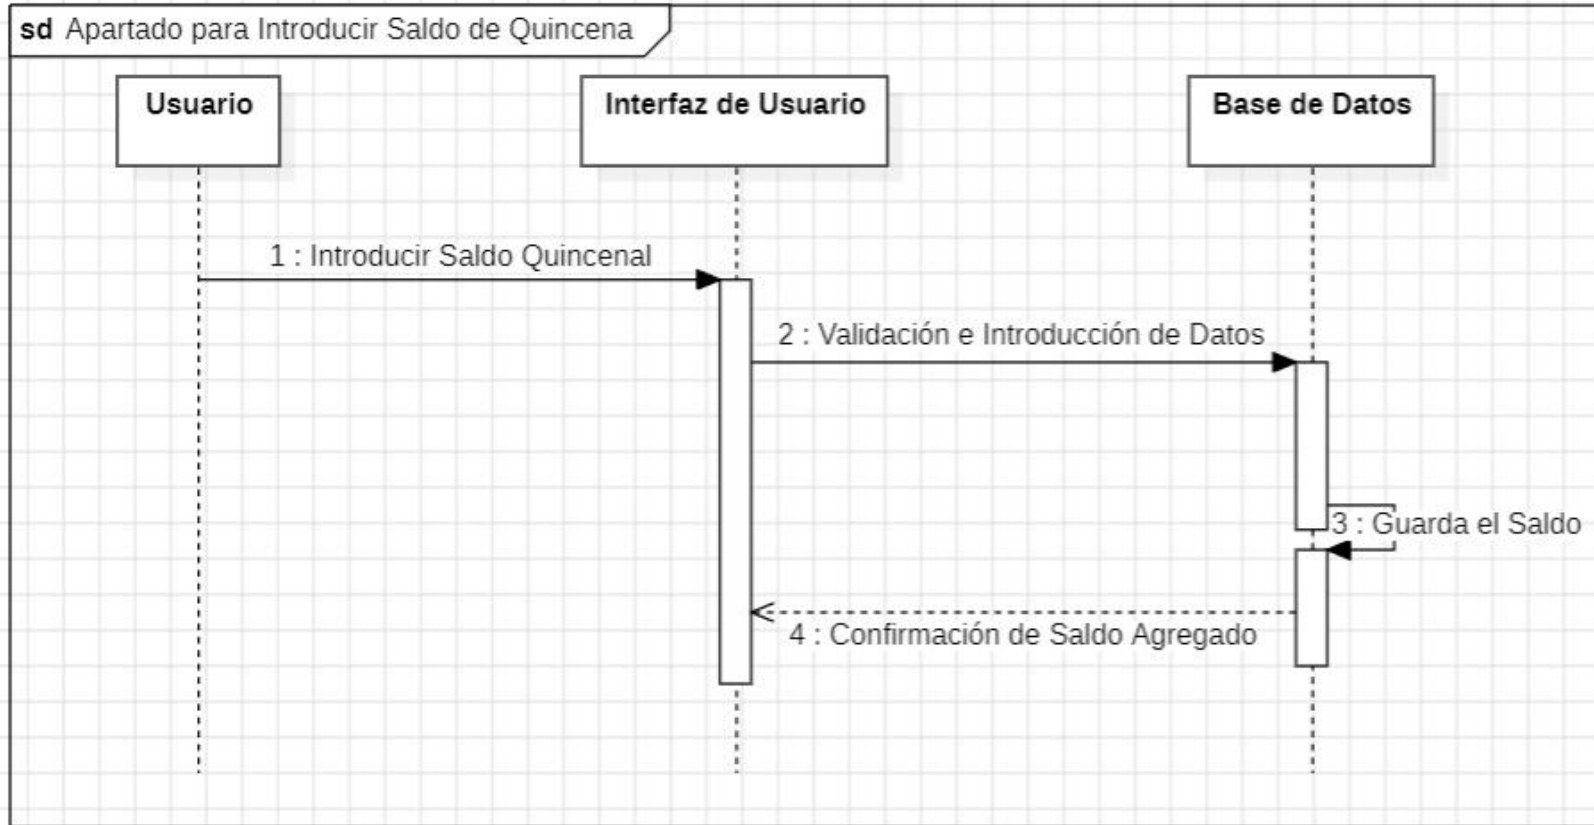 sd Apartado para Introducir Saldo de Quincena
Usuario
Interfaz de Usuario
Base de Datos
1 : Introducir Saldo Quincenal
2 : Validación e Introducción de Datos
3 : Guarda el Saldo
4 : Confirmación de Saldo Agregado